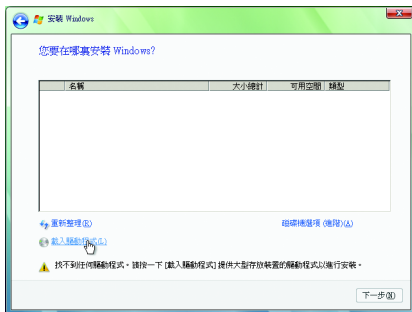 安裝 Windows
您要在哪裏安裝 Windows?
名稱 大小總計 可用空間 類型
重新整理(R) 磁碟機選項 (進階)(A)
載入驅動程式(L)
找不到任何驅動程式。請按一下 [載入驅動程式] 提供大型存放裝置的驅動程式以進行安裝。
下一步(N)